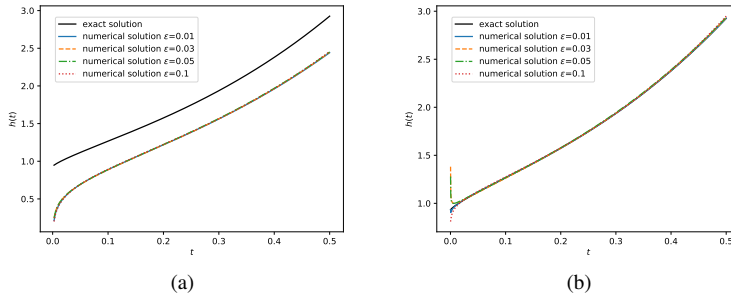 3.0
2.5
2.0
1.5
1.0
0.5
h(t)
exact solution
numerical solution ε=0.01
numerical solution ε=0.03
numerical solution ε=0.05
numerical solution ε=0.1
0.0 0.1 0.2 0.3 0.4 0.5
t
(a)
3.0
2.5
2.0
1.5
1.0
h(t)
exact solution
numerical solution ε=0.01
numerical solution ε=0.03
numerical solution ε=0.05
numerical solution ε=0.1
0.0 0.1 0.2 0.3 0.4 0.5
t
(b)